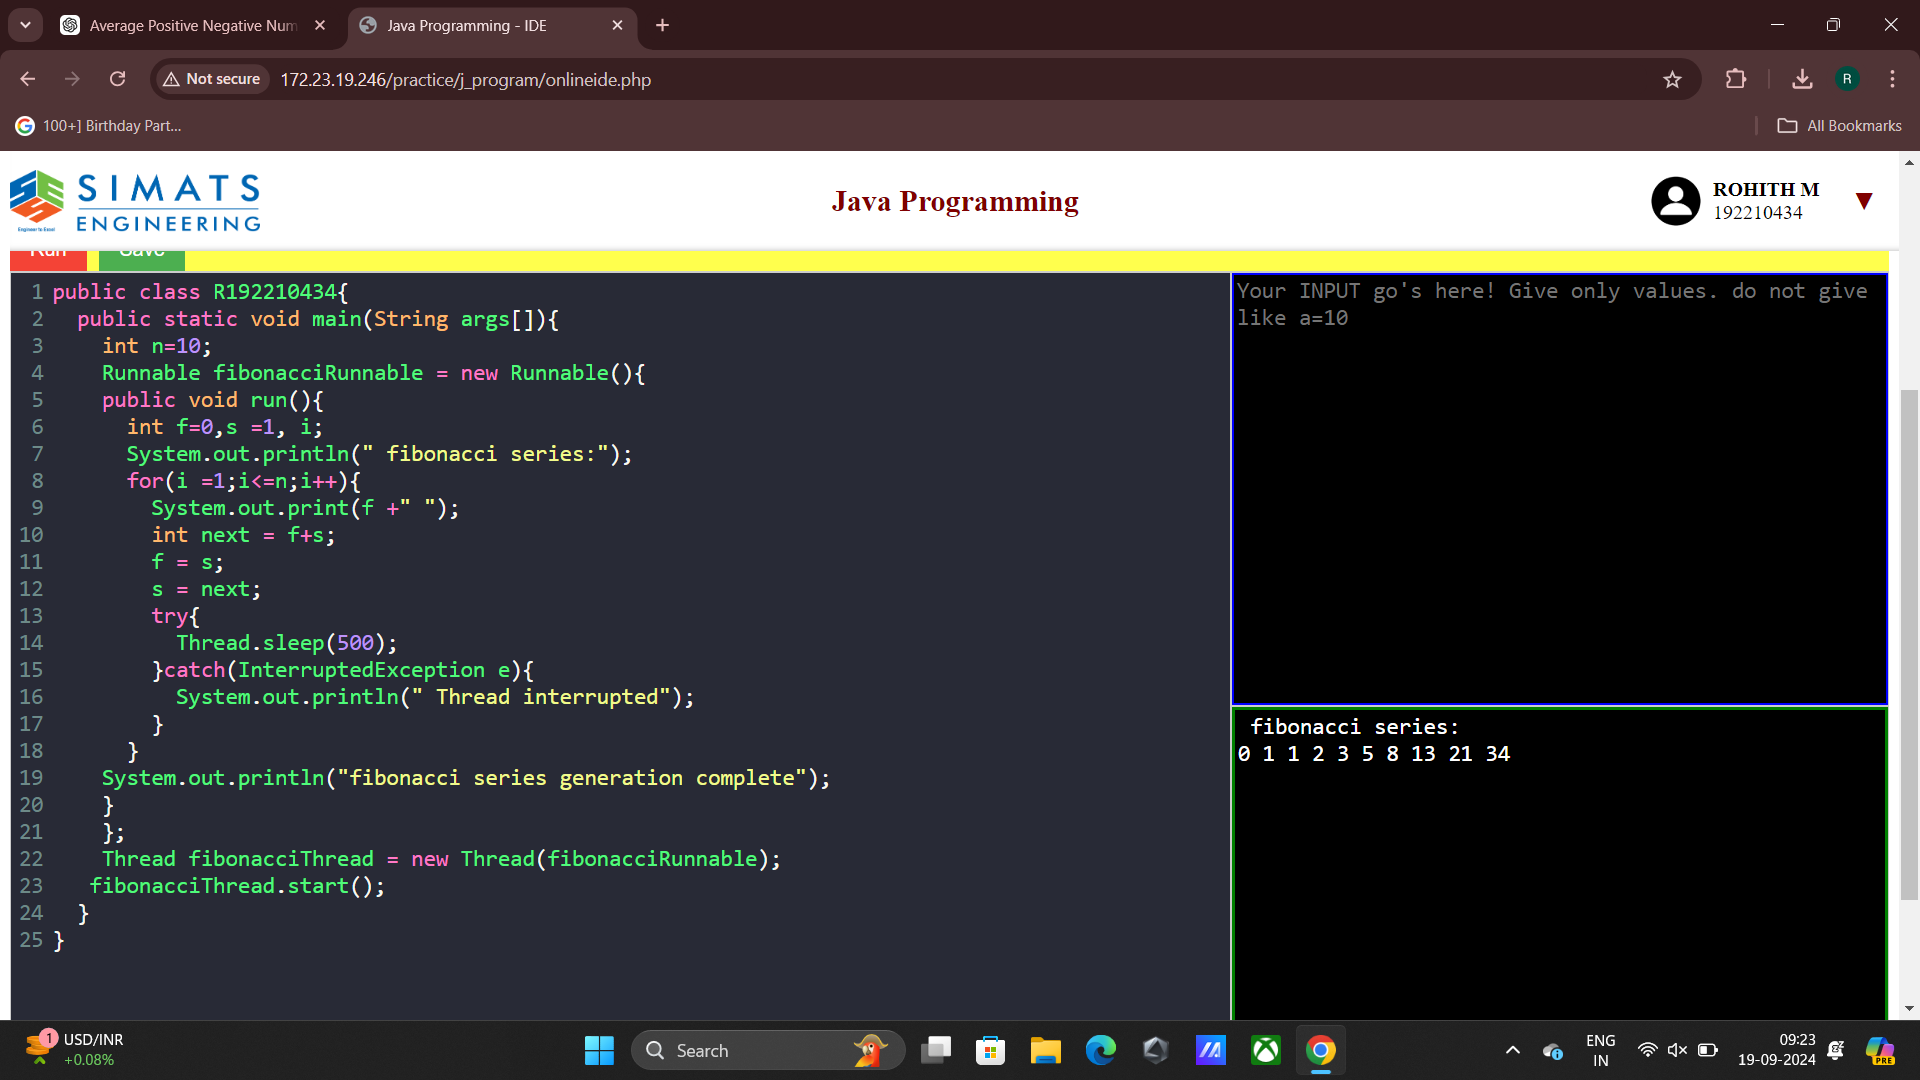 Average Positive Negative Num
Java Programming - IDE
Not secure
172.23.19.246/practice/j_program/onlineide.php
R
100+] Birthday Part...
All Bookmarks
SIMATS
ENGINEERING
Engineer to Excel
Java Programming
ROHITH M
192210434
Run
Save
1 public class R192210434{
2 public static void main(String args[]){
3 int n=10;
4 Runnable fibonacciRunnable = new Runnable(){
5 public void run(){
6 int f=0,s =1, i;
7 System.out.println(" fibonacci series:");
8 for(i =1;i<=n;i++){
9 System.out.print(f +" ");
10 int next = f+s;
11 f = s;
12 s = next;
13 try{
14 Thread.sleep(500);
15 }catch(InterruptedException e){
16 System.out.println(" Thread interrupted");
17 }
18 }
19 System.out.println("fibonacci series generation complete");
20 }
21 };
22 Thread fibonacciThread = new Thread(fibonacciRunnable);
23 fibonacciThread.start();
24 }
25 }
Your INPUT go's here! Give only values. do not give
like a=10
fibonacci series:
0 1 1 2 3 5 8 13 21 34
1
USD/INR
+0.08%
Search
ENG
IN
09:23
19-09-2024
PRE